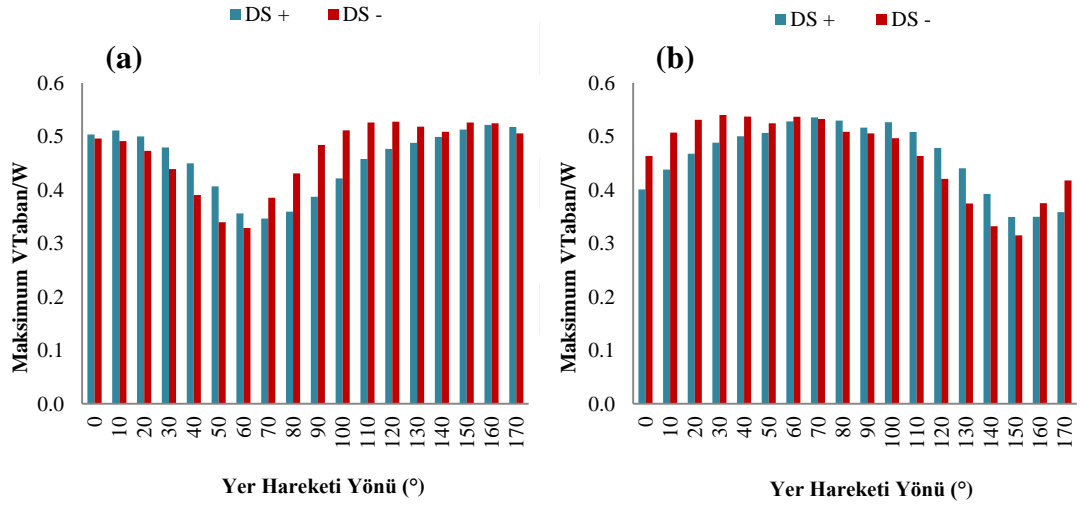 DS + DS -
(a)
Maksimum VTaban/W
0.6
0.5
0.4
0.3
0.2
0.1
0.0
0 10 20 30 40 50 60 70 80 90 100 110 120 130 140 150 160 170
Yer Hareketi Yönü (°)
DS + DS -
(b)
Maksimum VTaban/W
0.6
0.5
0.4
0.3
0.2
0.1
0.0
0 10 20 30 40 50 60 70 80 90 100 110 120 130 140 150 160 170
Yer Hareketi Yönü (°)